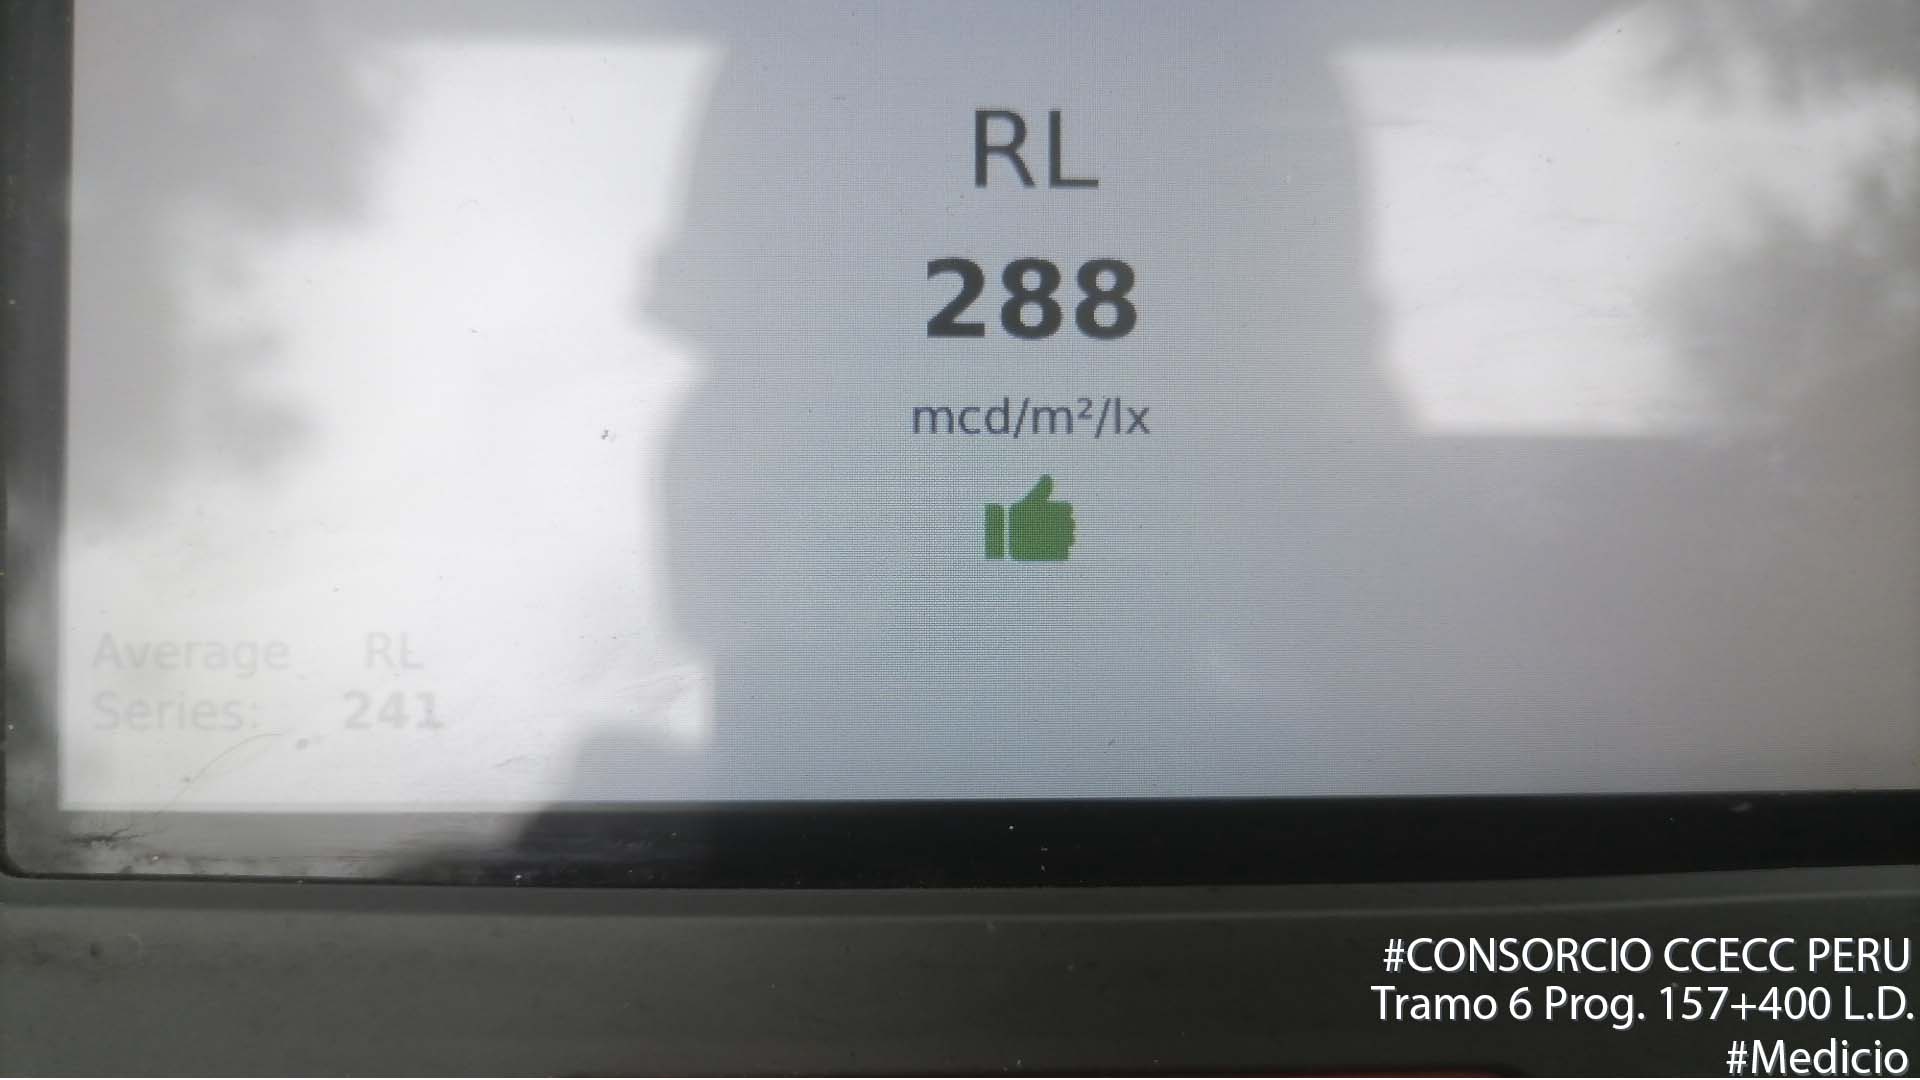 RL
288
mcd/m²/lx
Average RL
Series: 241
#CONSORCIO CCECC PERU
Tramo 6 Prog. 157+400 L.D.
#Medicio